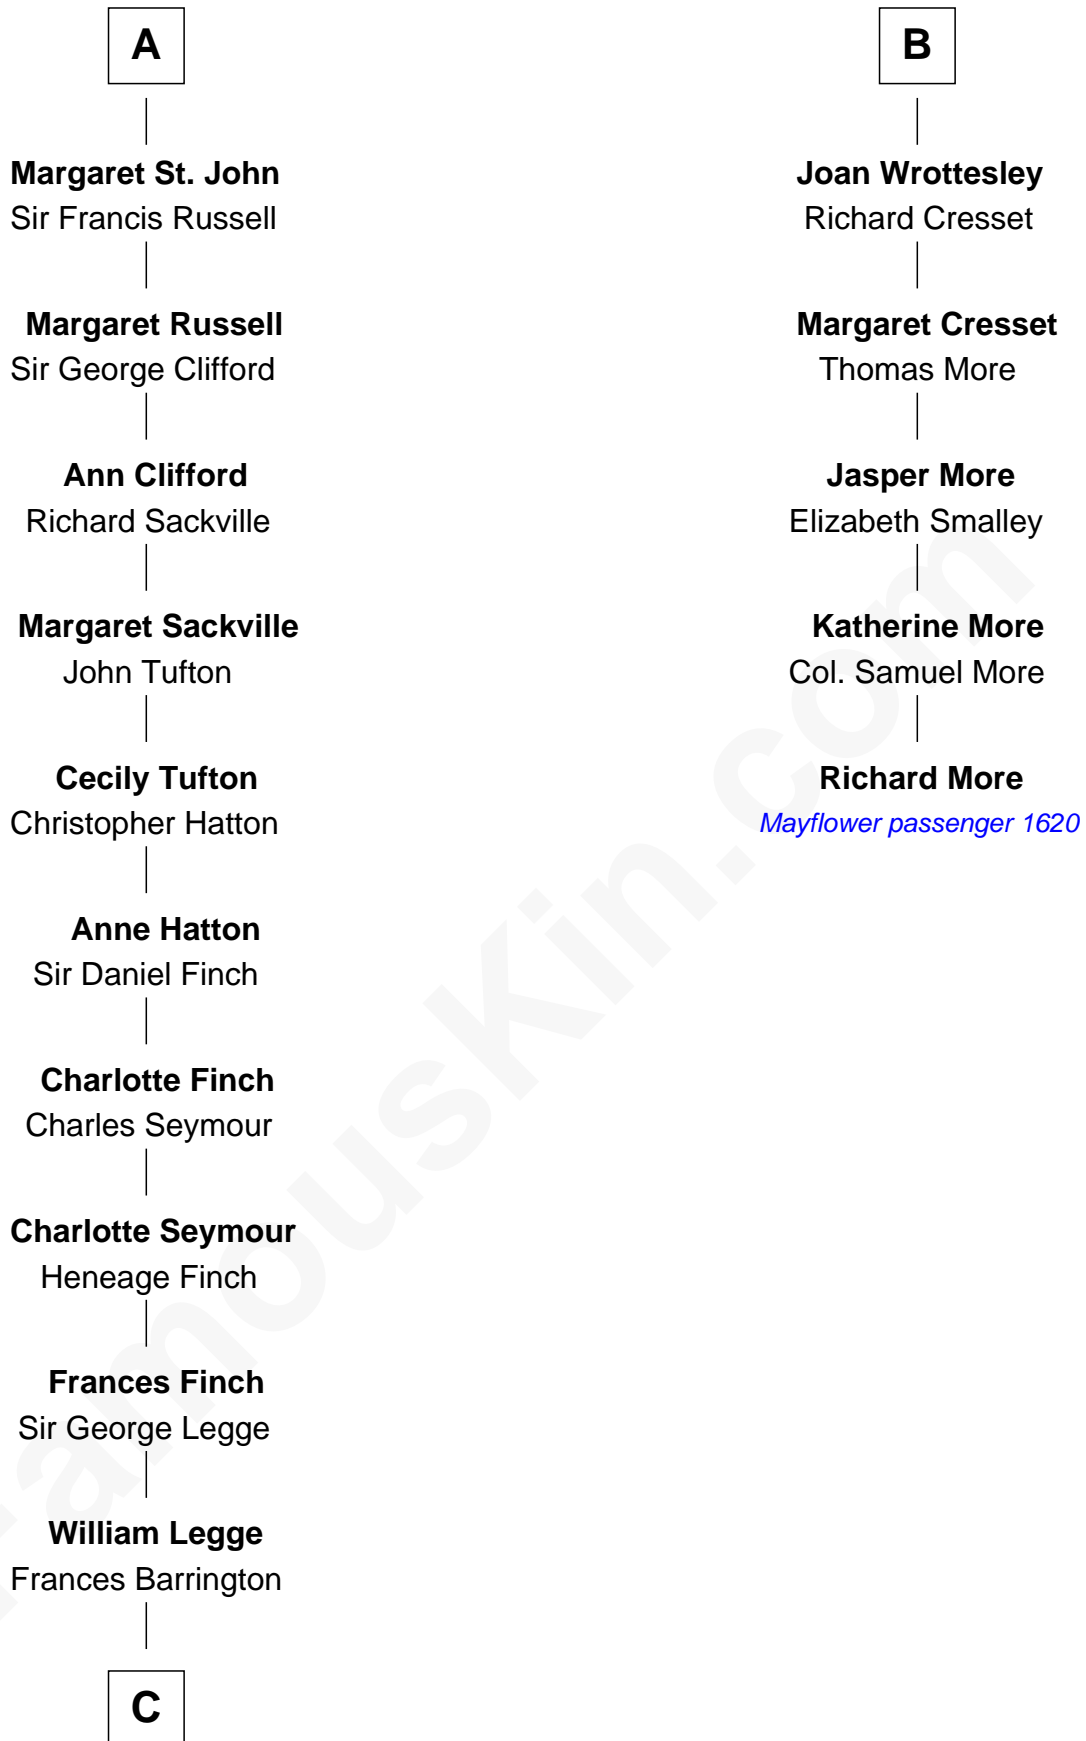 A
Margaret St. John
Sir Francis Russell
Margaret Russell
Sir George Clifford
Ann Clifford
Richard Sackville
Margaret Sackville
John Tufton
Cecily Tufton
Christopher Hatton
Anne Hatton
Sir Daniel Finch
Charlotte Finch
Charles Seymour
Charlotte Seymour
Heneage Finch
Frances Finch
Sir George Legge
William Legge
Frances Barrington
C
B
Joan Wrottesley
Richard Cresset
Margaret Cresset
Thomas More
Jasper More
Elizabeth Smalley
Katherine More
Col. Samuel More
Richard More
Mayflower passenger 1620
FamousKin.com